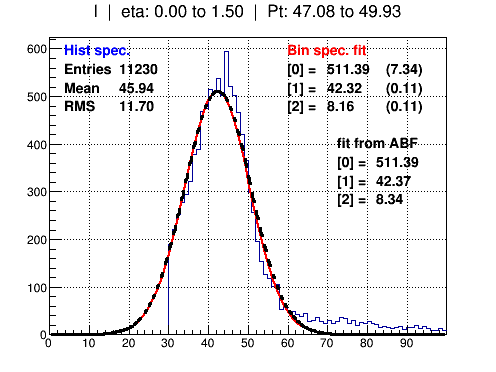 I | eta: 0.00 to 1.50 | Pt: 47.08 to 49.93
Hist spec.
Entries 11230
Mean 45.94
RMS 11.70
Bin spec. fit
[0] = 511.39 (7.34)
[1] = 42.32 (0.11)
[2] = 8.16 (0.11)
fit from ABF
[0] = 511.39
[1] = 42.37
[2] = 8.34
600
500
400
300
200
100
0
0 10 20 30 40 50 60 70 80 90